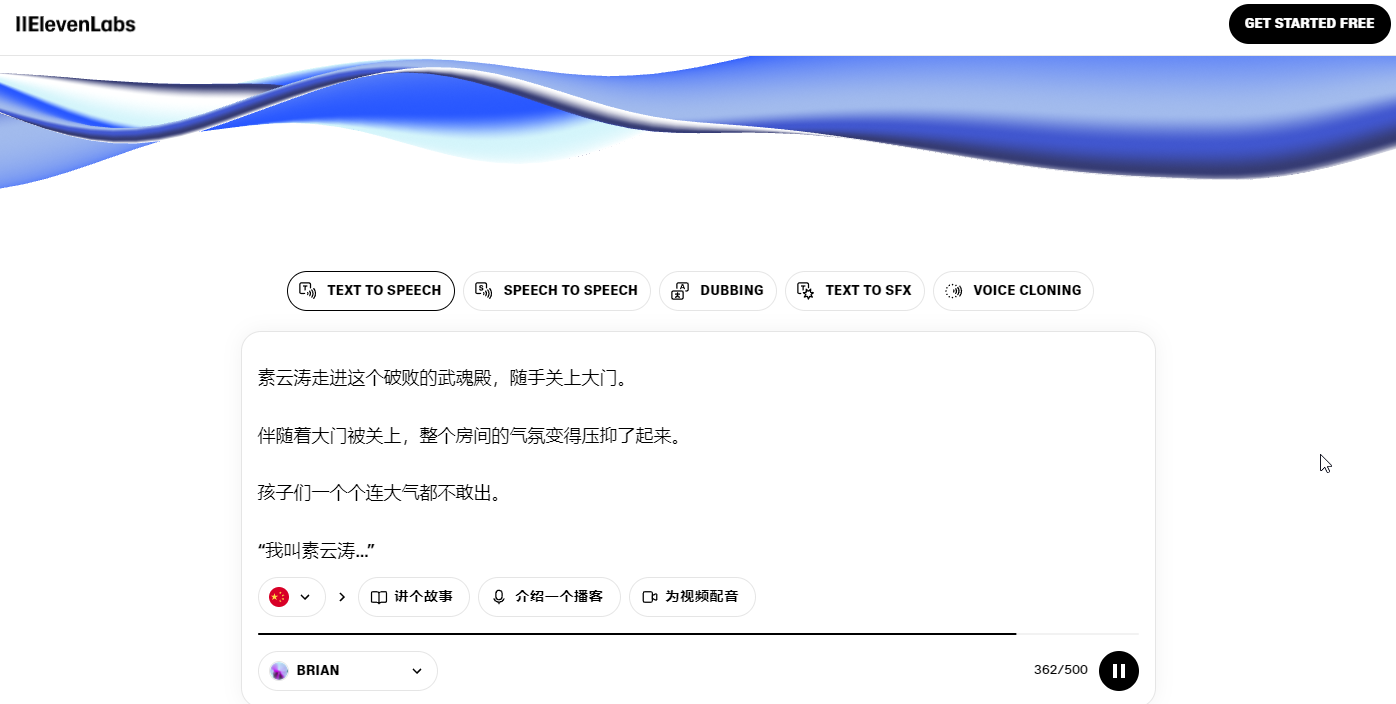 IIElevenLabs
GET STARTED FREE
TEXT TO SPEECH
SPEECH TO SPEECH
DUBBING
TEXT TO SFX
VOICE CLONING
素云涛走进这个破败的武魂殿，随手关上大门。
伴随着大门被关上，整个房间的气氛变得压抑了起来。
孩子们一个个连大气都不敢出。
“我叫素云涛...”
讲个故事
介绍一个播客
为视频配音
BRIAN
362/500